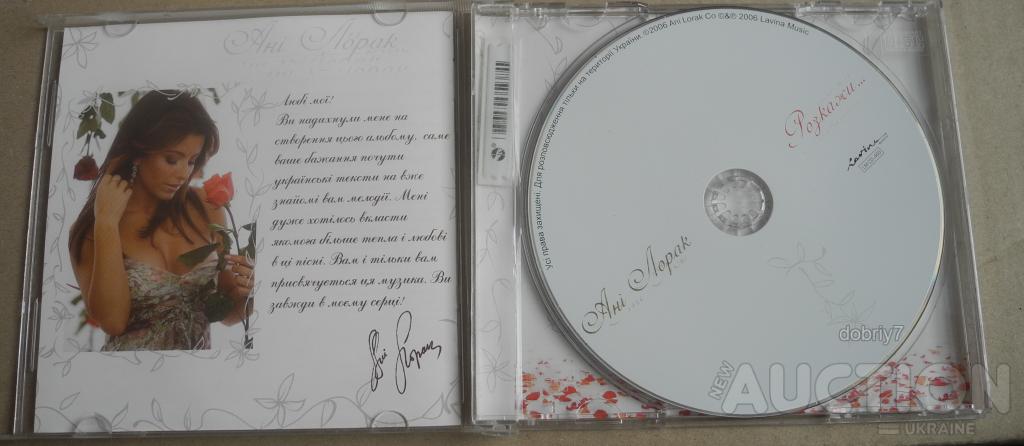 Ані Лорак
Любі мої!
Ви надихнули мене на
створення цього альбому, саме
ваше бажання почути
українські тексти на вже
знайомі вам мелодії. Мені
дуже хотілось вкласти
якомога більше тепла і любові
в ці пісні. Вам і тільки вам
присвячується ця музика. Ви
завжди в моєму серці!
Ані Лорак
Усі права захищені. Для розповсюдження тільки на території України. ©2006 Ani Lorak Co ©&℗ 2006 Lavina Music
Розкажи...
Lavina
Ані Лорак
dobriy7
NEW AUCTION
UKRAINE